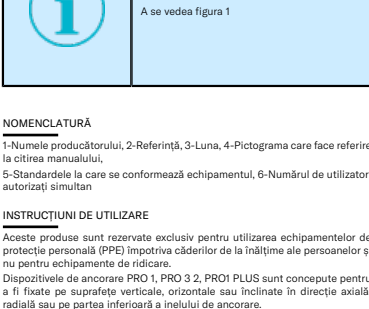 A se vedea figura 1
NOMENCLATURĂ
1-Numele producătorului, 2-Referință, 3-Luna, 4-Pictograma care face referire
la citirea manualului,
5-Standardele la care se conformează echipamentul, 6-Numărul de utilizatori
autorizați simultan
INSTRUCȚIUNI DE UTILIZARE
Aceste produse sunt rezervate exclusiv pentru utilizarea echipamentelor de
protecție personală (PPE) împotriva căderilor de la înălțime ale persoanelor și
nu pentru echipamente de ridicare.
Dispozitivele de ancorare PRO 1, PRO 3 2, PRO1 PLUS sunt concepute pentru
a fi fixate pe suprafețe verticale, orizontale sau înclinate în direcție axială,
radială sau pe partea inferioară a inelului de ancorare.